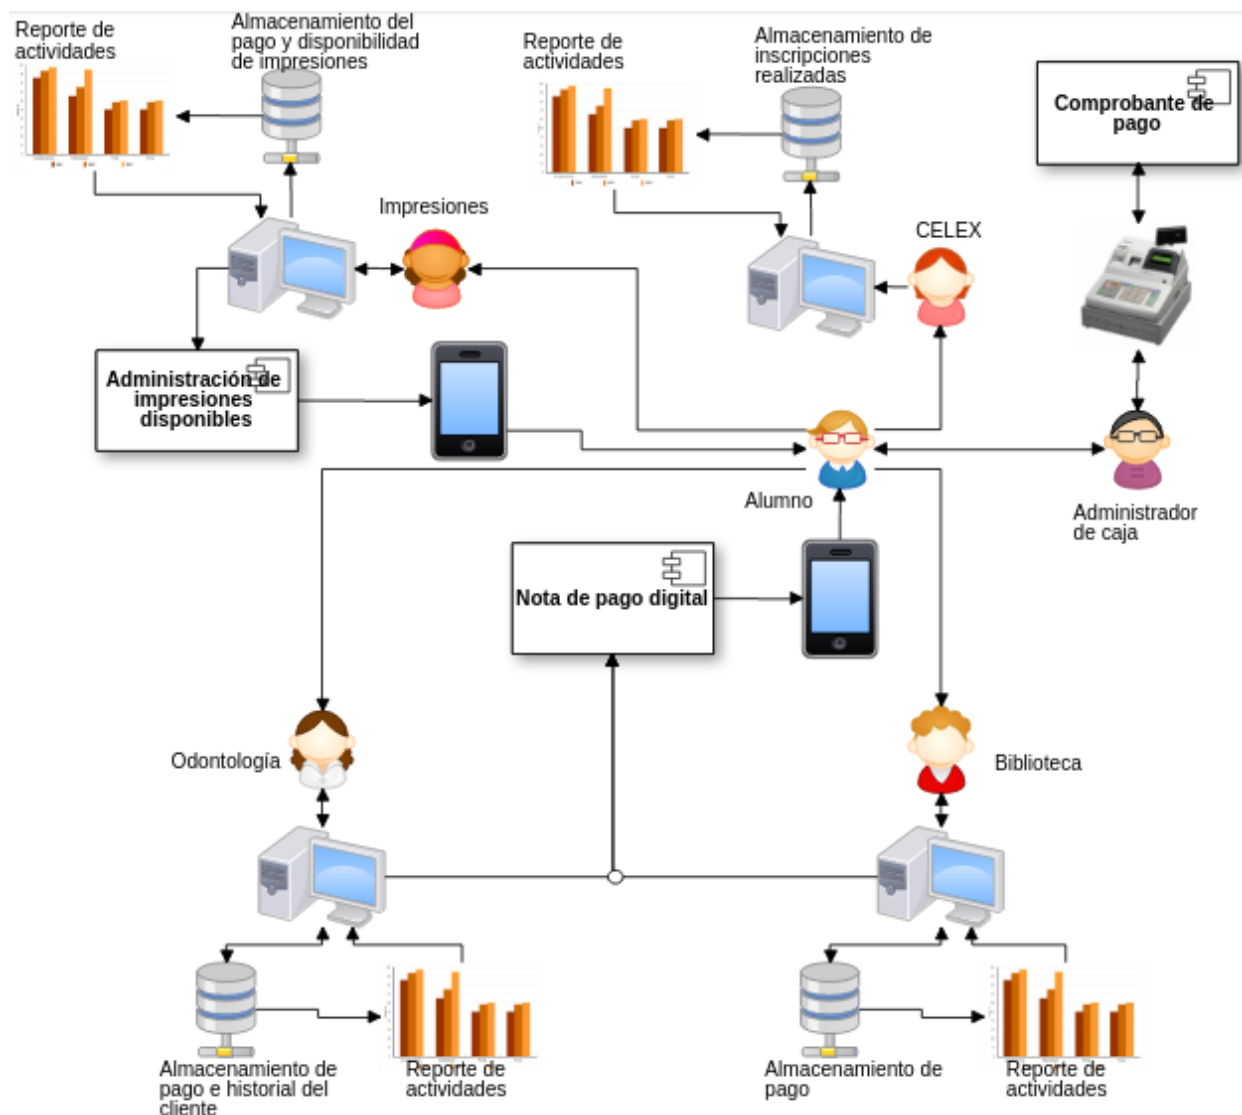 Reporte de
actividades
Almacenamiento del
pago y disponibilidad
de impresiones
Reporte de
actividades
Almacenamiento de
inscripciones
realizadas
Comprobante de
pago
Impresiones
CELEX
Administración de
impresiones
disponibles
Alumno
Administrador
de caja
Nota de pago digital
Odontología
Biblioteca
Almacenamiento de
pago e historial del
cliente
Reporte de
actividades
Almacenamiento de
pago
Reporte de
actividades